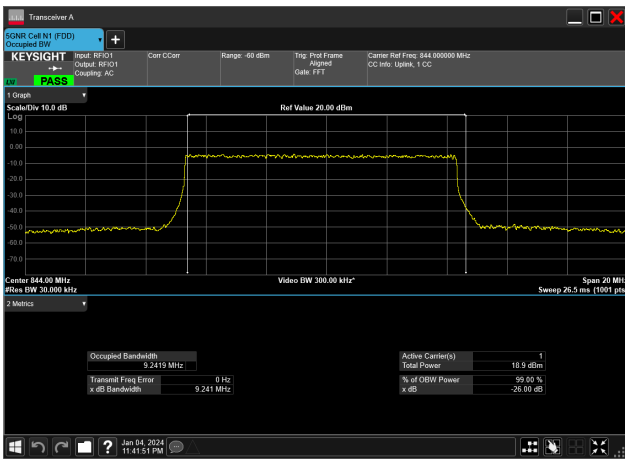 Transceiver A
5GNR Cell N1 (FDD)
Occupied BW
KEYSIGHT
PASS
Input: RFIO1
Output: RFIO1
Coupling: AC
Corr CCorr
Range: -60 dBm
Trig: Prot Frame
Aligned
Gate: FFT
Carrier Ref Freq: 844.000000 MHz
CC Info: Uplink, 1 CC
1 Graph
Scale/Div 10.0 dB
Ref Value 20.00 dBm
Log
10.0
0.00
-10.0
-20.0
-30.0
-40.0
-50.0
-60.0
-70.0
Center 844.00 MHz
Video BW 300.00 kHz*
Span 20 MHz
#Res BW 30.000 kHz
Sweep 26.5 ms (1001 pts
2 Metrics
Occupied Bandwidth
9.2419 MHz
Active Carrier(s) 1
Total Power 18.9 dBm
Transmit Freq Error 0 Hz
x dB Bandwidth 9.241 MHz
% of OBW Power 99.00 %
x dB -26.00 dB
Jan 04, 2024
11:41:51 PM